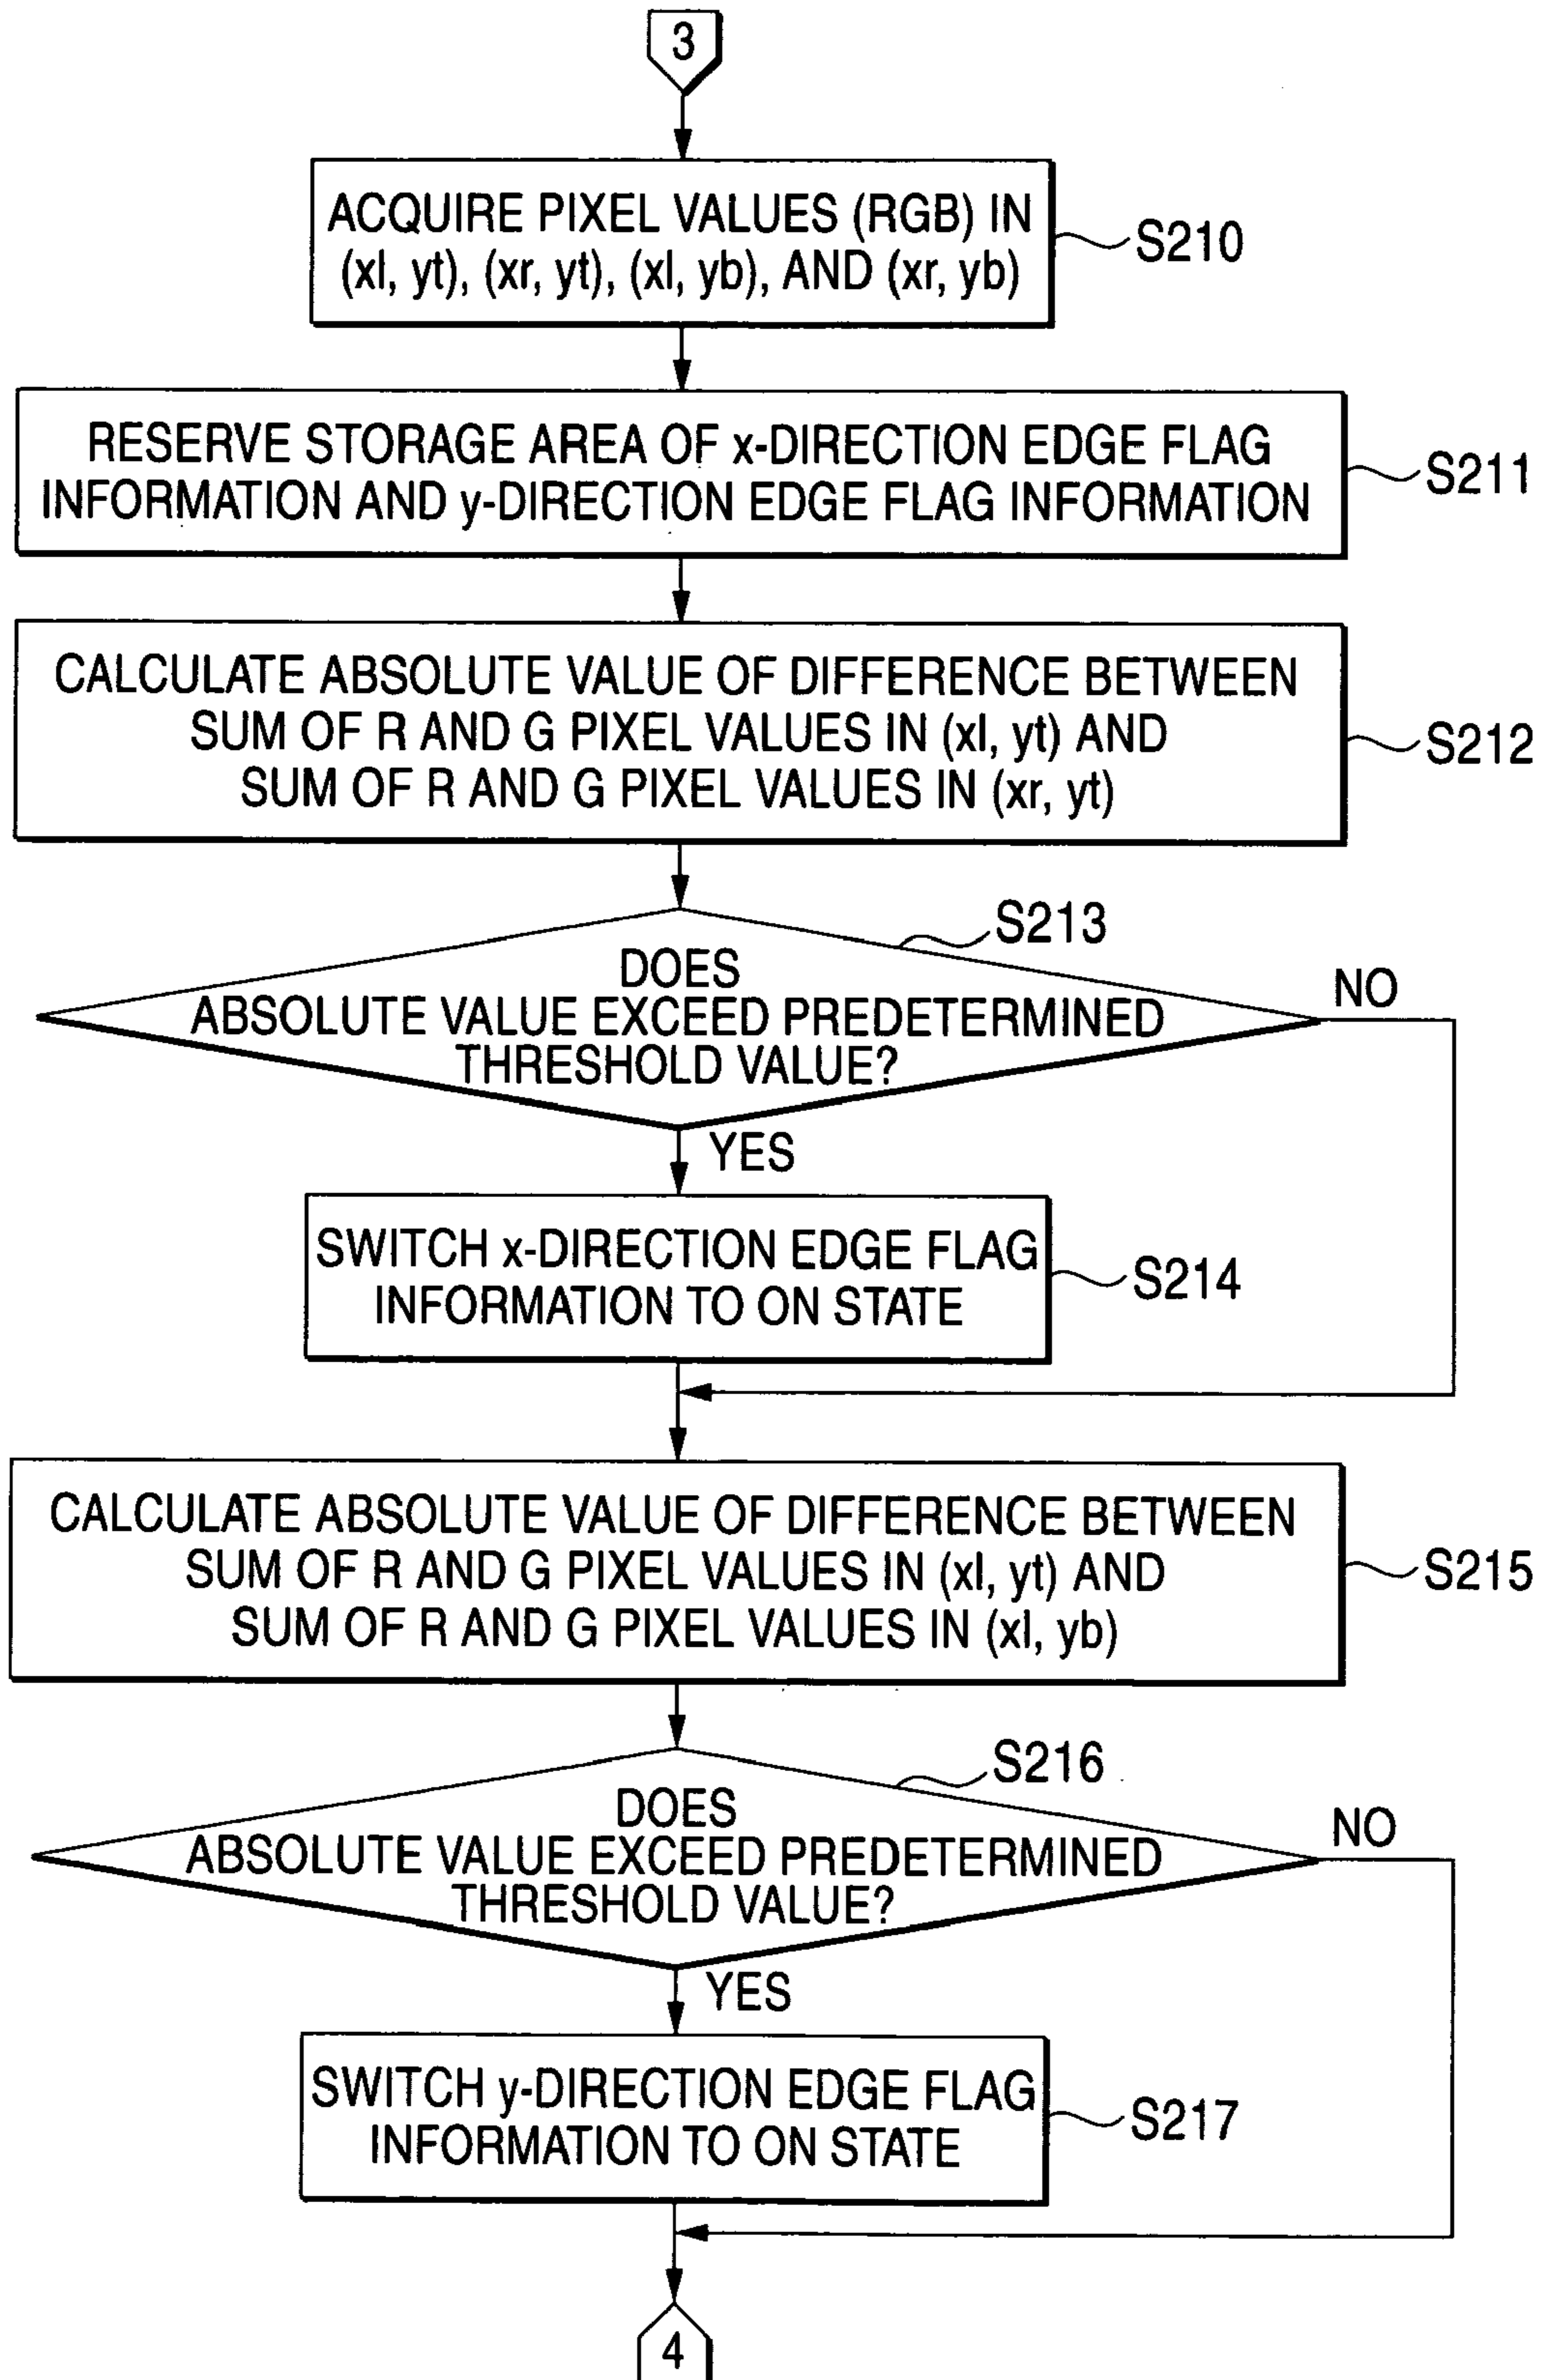 3
ACQUIRE PIXEL VALUES (RGB) IN
(xl, yt), (xr, yt), (xl, yb), AND (xr, yb)
S210
RESERVE STORAGE AREA OF x-DIRECTION EDGE FLAG
INFORMATION AND y-DIRECTION EDGE FLAG INFORMATION
S211
CALCULATE ABSOLUTE VALUE OF DIFFERENCE BETWEEN
SUM OF R AND G PIXEL VALUES IN (xl, yt) AND
SUM OF R AND G PIXEL VALUES IN (xr, yt)
S212
S213
DOES
ABSOLUTE VALUE EXCEED PREDETERMINED
THRESHOLD VALUE?
NO
YES
SWITCH x-DIRECTION EDGE FLAG
INFORMATION TO ON STATE
S214
CALCULATE ABSOLUTE VALUE OF DIFFERENCE BETWEEN
SUM OF R AND G PIXEL VALUES IN (xl, yt) AND
SUM OF R AND G PIXEL VALUES IN (xl, yb)
S215
S216
DOES
ABSOLUTE VALUE EXCEED PREDETERMINED
THRESHOLD VALUE?
NO
YES
SWITCH y-DIRECTION EDGE FLAG
INFORMATION TO ON STATE
S217
4